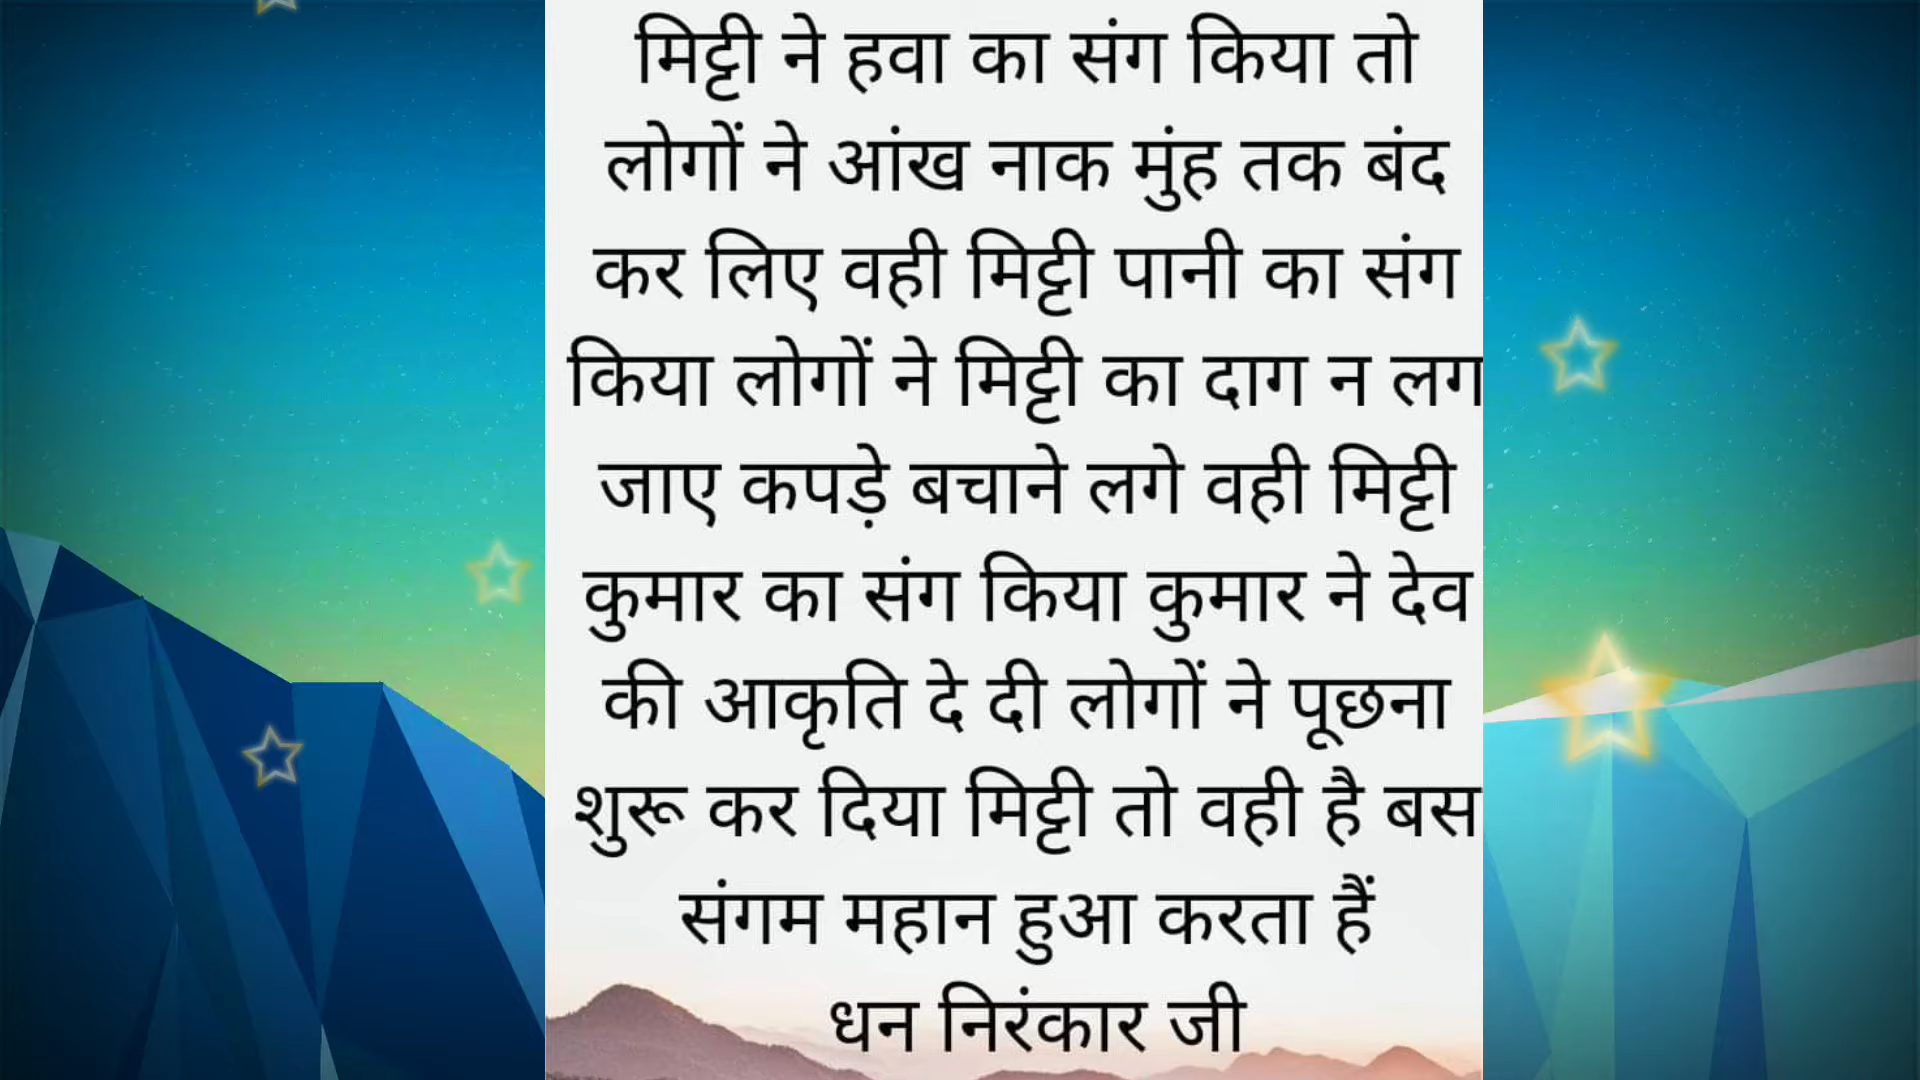 मिट्टी ने हवा का संग किया तो
लोगों ने आंख नाक मुंह तक बंद
कर लिए वही मिट्टी पानी का संग
किया लोगों ने मिट्टी का दाग न लग
जाए कपड़े बचाने लगे वही मिट्टी
कुमार का संग किया कुमार ने देव
की आकृति दे दी लोगों ने पूछना
शुरू कर दिया मिट्टी तो वही है बस
संगम महान हुआ करता हैं
धन निरंकार जी